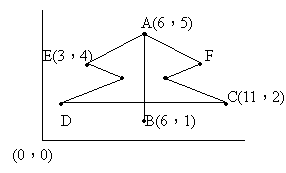 A(6，5)
E(3，4) F
C(11，2)
D B(6，1)
(0，0)